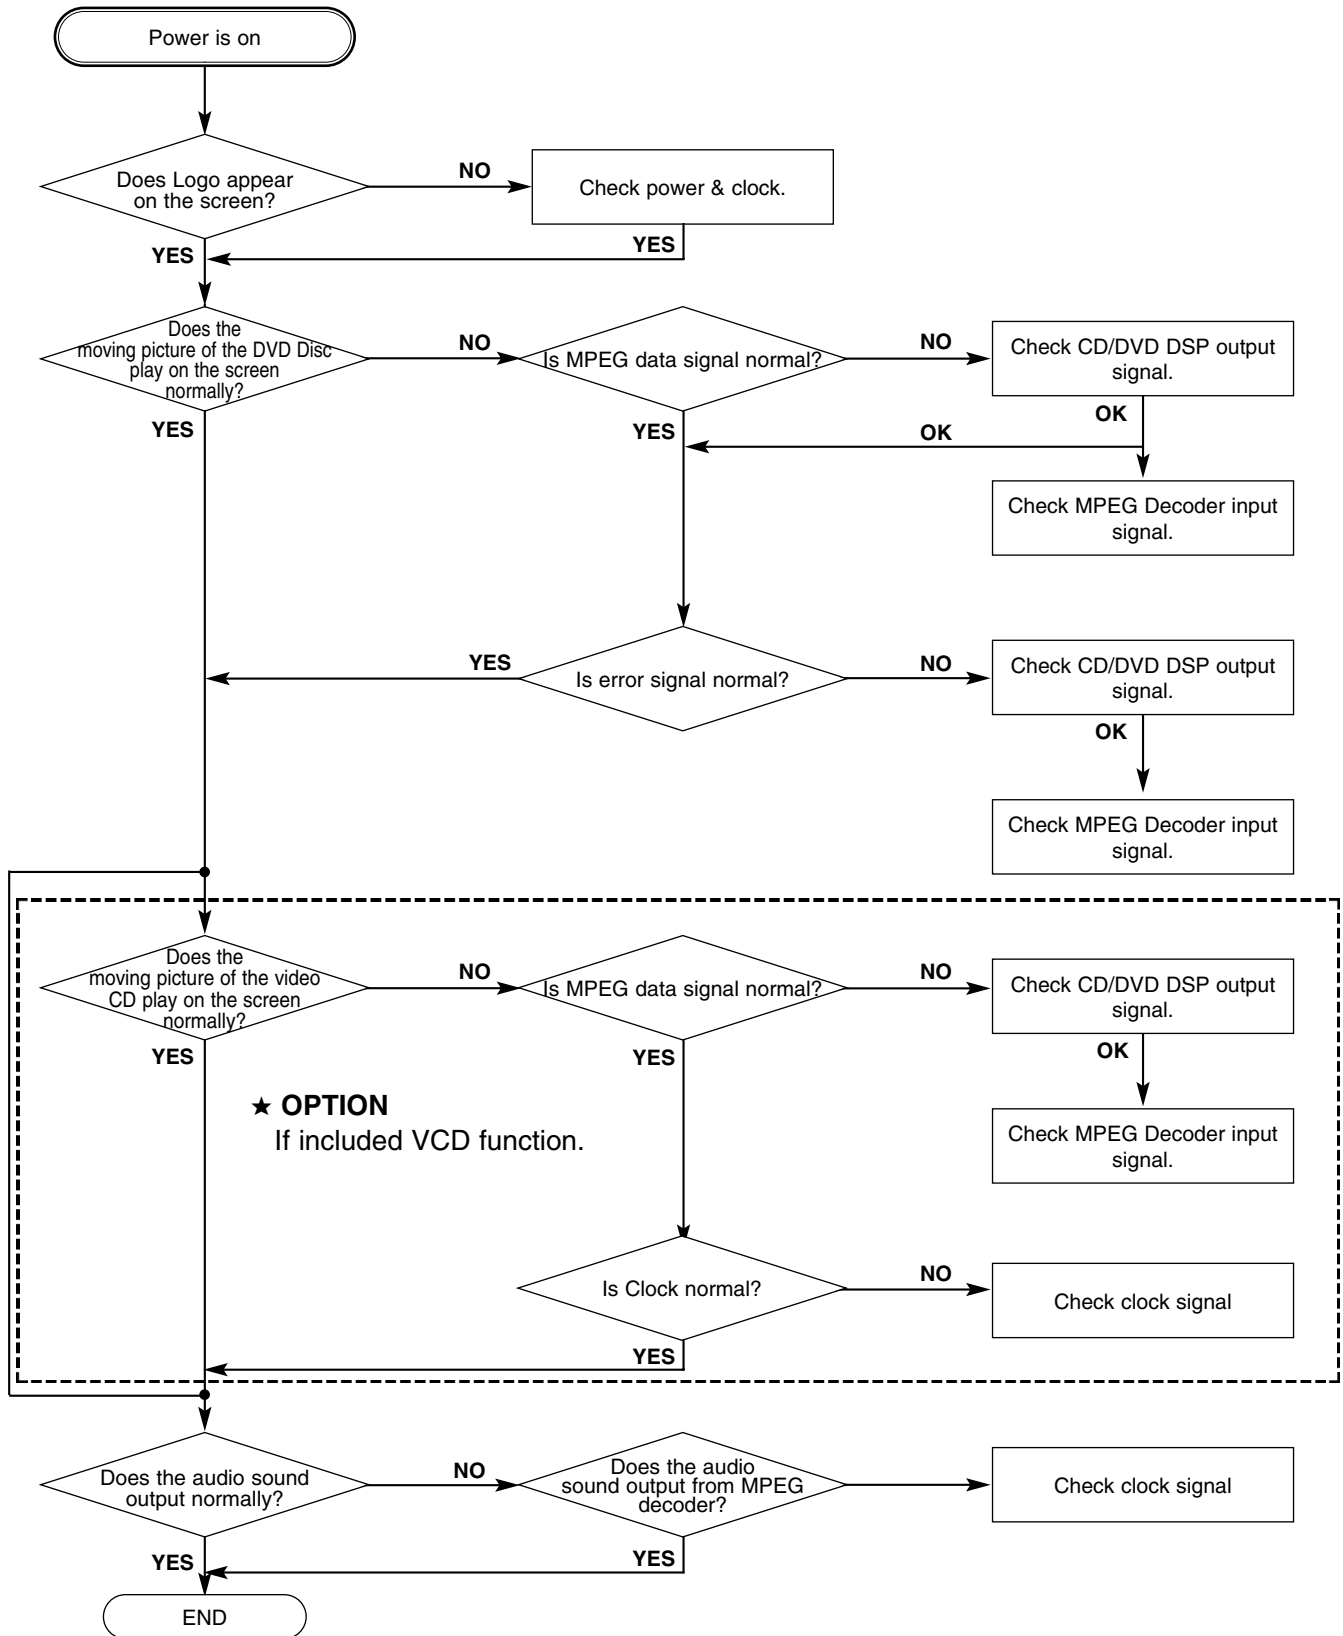 Power is on
Does Logo appear
on the screen?
NO
Check power & clock.
YES
YES
Does the
moving picture of the DVD Disc
play on the screen
normally?
NO
Is MPEG data signal normal?
NO
Check CD/DVD DSP output
signal.
YES
YES
OK
OK
Check MPEG Decoder input
signal.
YES
Is error signal normal?
NO
Check CD/DVD DSP output
signal.
OK
Check MPEG Decoder input
signal.
Does the
moving picture of the video
CD play on the screen
normally?
NO
Is MPEG data signal normal?
NO
Check CD/DVD DSP output
signal.
YES
YES
OK
★ OPTION
If included VCD function.
Check MPEG Decoder input
signal.
Is Clock normal?
NO
Check clock signal
YES
Does the audio sound
output normally?
NO
Does the audio
sound output from MPEG
decoder?
Check clock signal
YES
YES
END